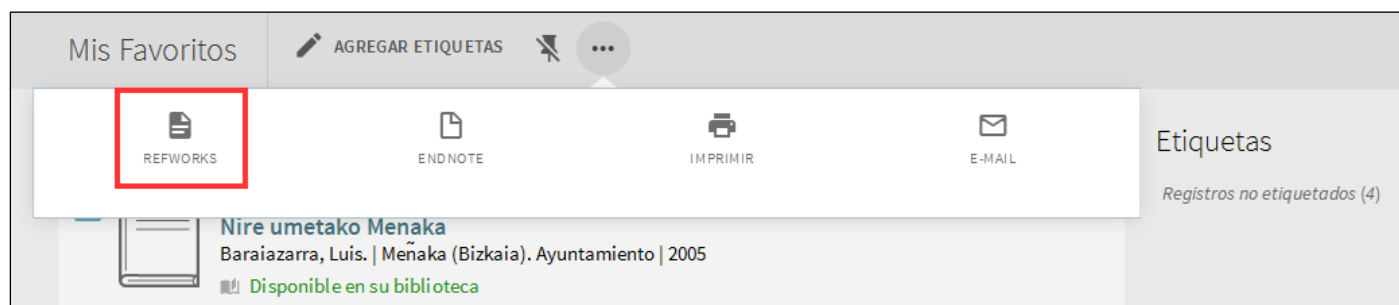 Mis Favoritos
AGREGAR ETIQUETAS
REFWORKS
ENDNOTE
IMPRIMIR
E-MAIL
Etiquetas
Registros no etiquetados (4)
Nire umetako Menaka
Baraiazarra, Luis. | Meñaka (Bizkaia). Ayuntamiento | 2005
Disponible en su biblioteca